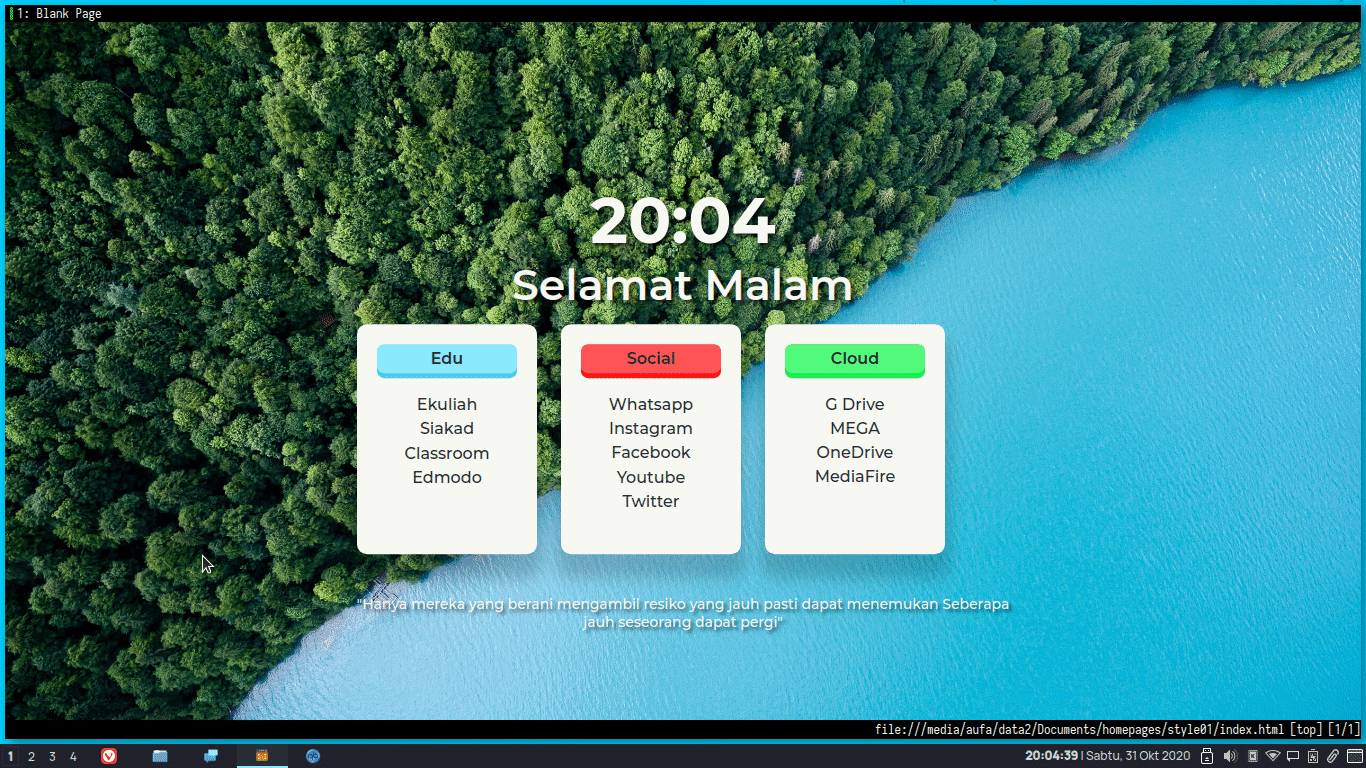 1: Blank Page
20:04
Selamat Malam
Edu
Ekuliah
Siakad
Classroom
Edmodo
Social
Whatsapp
Instagram
Facebook
Youtube
Twitter
Cloud
G Drive
MEGA
OneDrive
MediaFire
"Hanya mereka yang berani mengambil resiko yang jauh pasti dapat menemukan Seberapa
jauh seseorang dapat pergi"
file:///media/aufa/data2/Documents/homepages/style01/index.html [top] [1/1]
1 2 3 4
20:04:39 | Sabtu, 31 Okt 2020